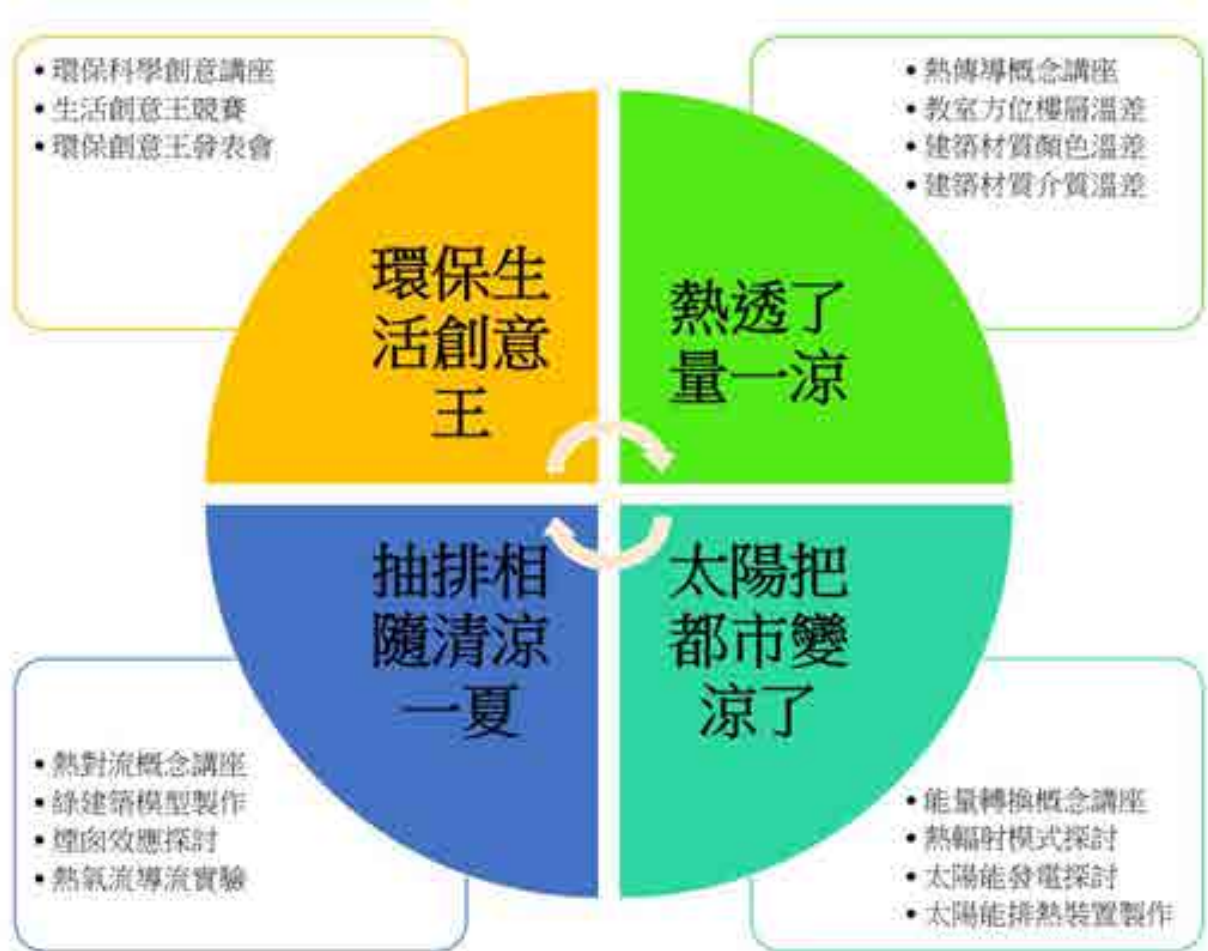 • 環保科學創意講座
• 生活創意王競賽
• 環保創意王發表會
• 熱傳導概念講座
• 教室方位樓層溫差
• 建築材質顏色溫差
• 建築材質介質溫差
環保生
活創意
王
熱透了
量一涼
抽排相
隨清涼
一夏
太陽把
都市變
涼了
• 熱對流概念講座
• 綠建築模型製作
• 煙囪效應探討
• 熱氣流導流實驗
• 能量轉換概念講座
• 熱輻射模式探討
• 太陽能發電探討
• 太陽能排熱裝置製作